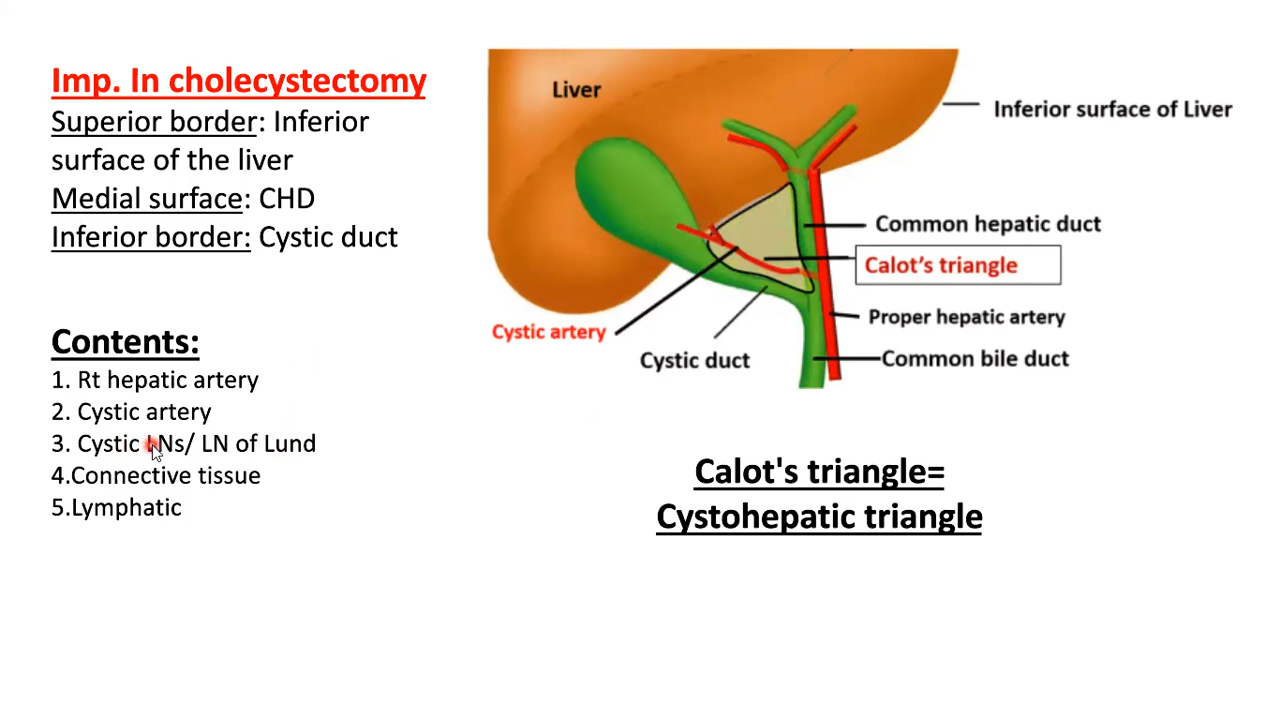 Imp. In cholecystectomy
Superior border: Inferior
surface of the liver
Medial surface: CHD
Inferior border: Cystic duct
Contents:
1. Rt hepatic artery
2. Cystic artery
3. Cystic LNs/ LN of Lund
4.Connective tissue
5.Lymphatic
Liver
Inferior surface of Liver
Common hepatic duct
Calot's triangle
Proper hepatic artery
Common bile duct
Cystic artery
Cystic duct
Calot's triangle=
Cystohepatic triangle